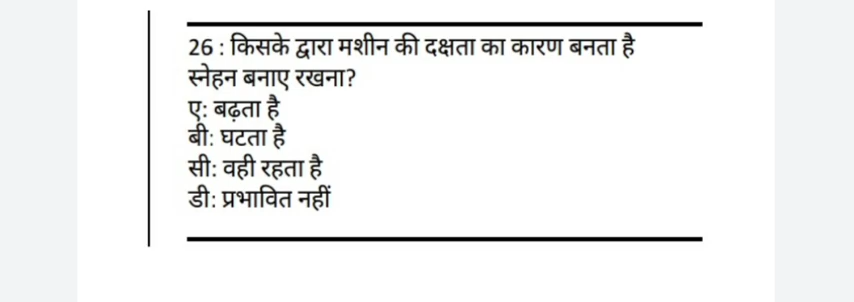 26 : किसके द्वारा मशीन की दक्षता का कारण बनता है
स्नेहन बनाए रखना?
ए: बढ़ता है
बी: घटता है
सी: वही रहता है
डी: प्रभावित नहीं